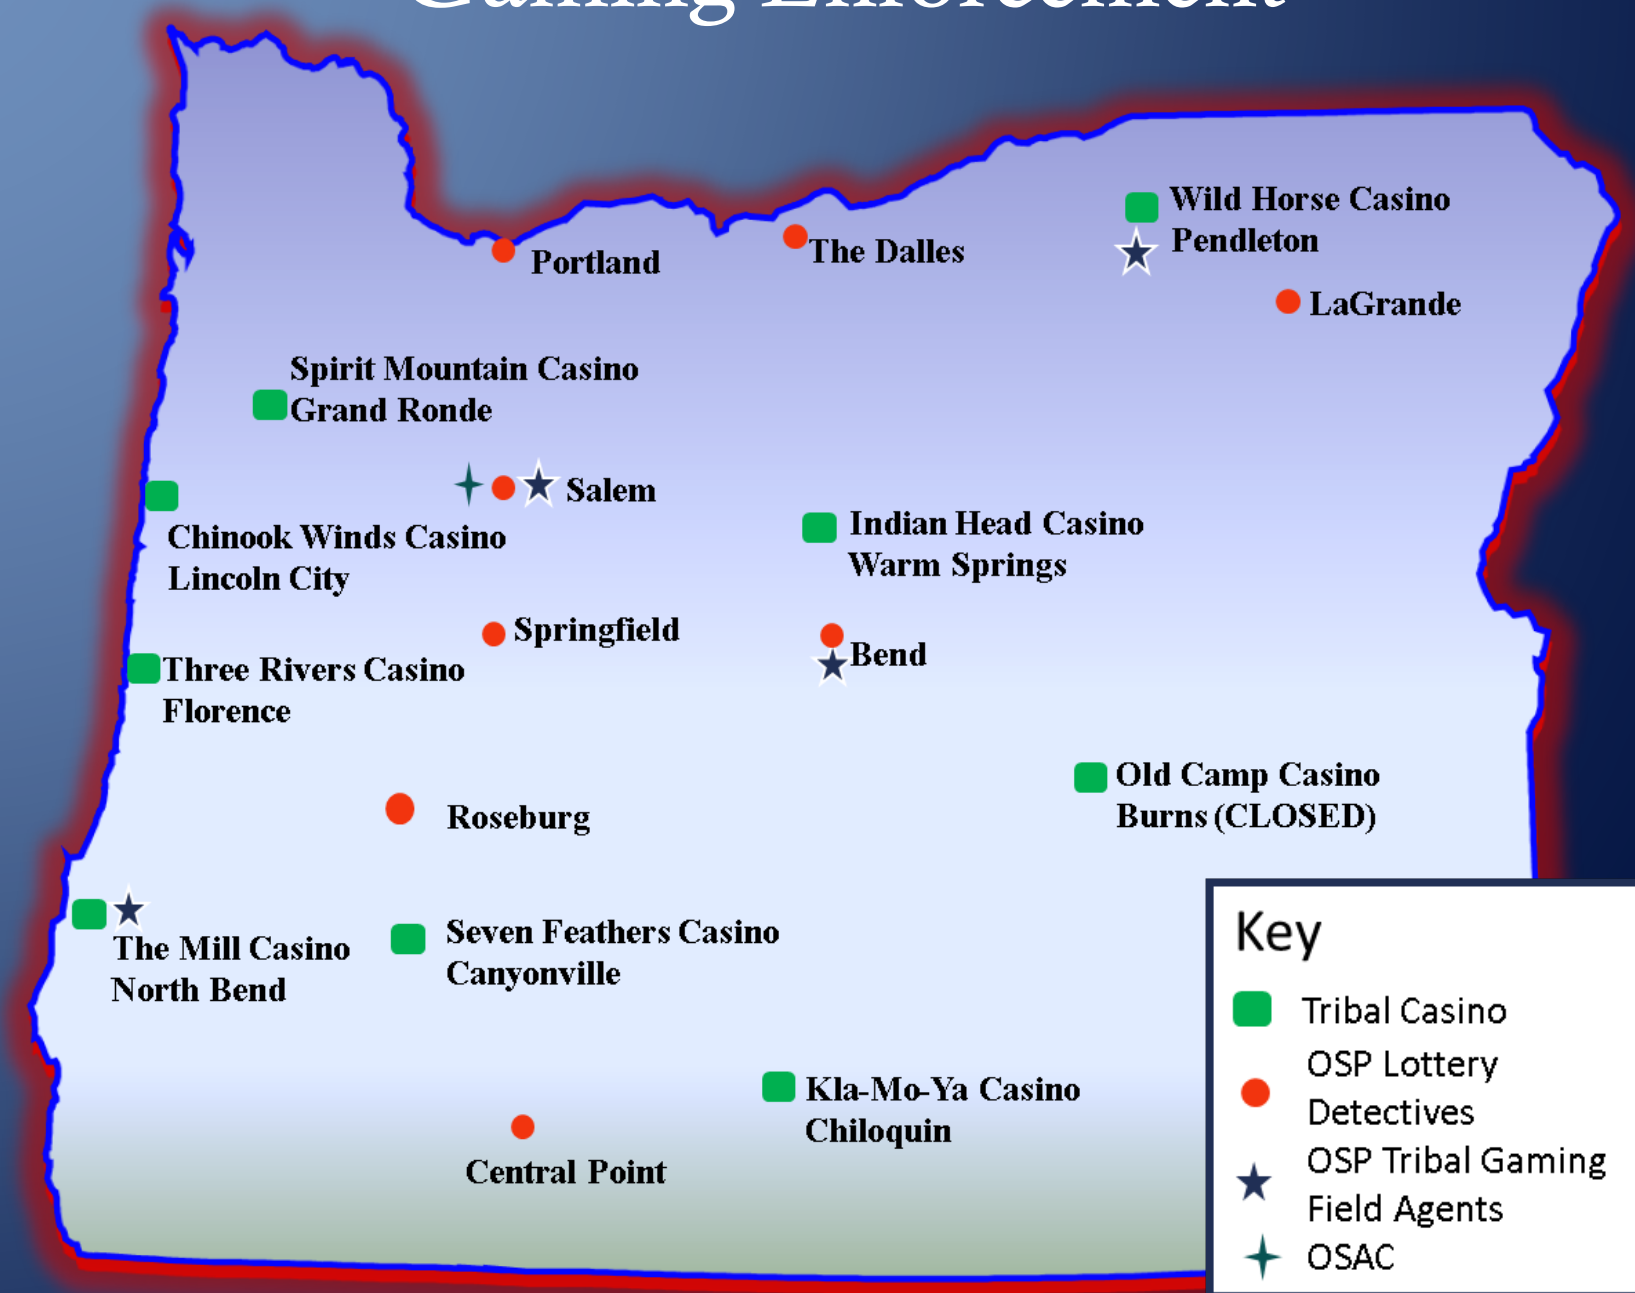 Gaming Enforcement
Wild Horse Casino
Pendleton
Portland
The Dalles
LaGrande
Spirit Mountain Casino
Grand Ronde
Salem
Chinook Winds Casino
Lincoln City
Indian Head Casino
Warm Springs
Springfield
Bend
Three Rivers Casino
Florence
Old Camp Casino
Burns (CLOSED)
Roseburg
The Mill Casino
North Bend
Seven Feathers Casino
Canyonville
Kla-Mo-Ya Casino
Chiloquin
Central Point
Key
Tribal Casino
OSP Lottery
Detectives
OSP Tribal Gaming
Field Agents
OSAC